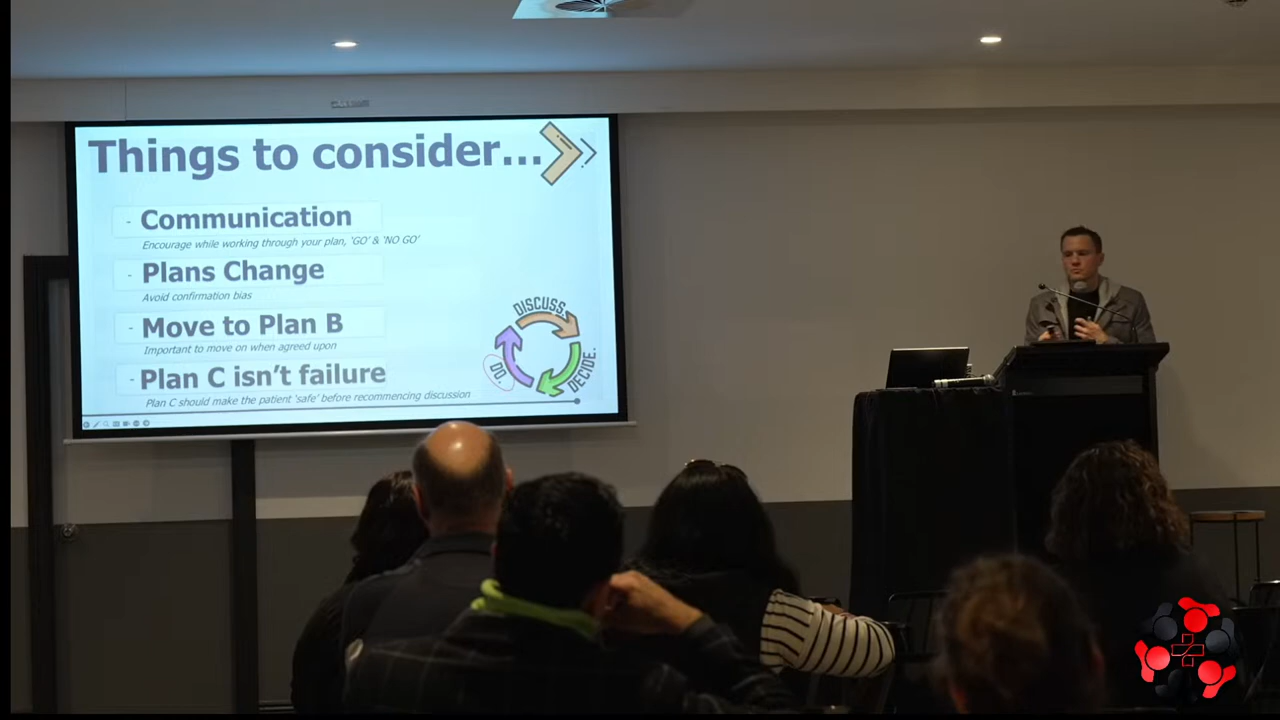 Things to consider...
- Communication
Encourage while working through your plan, 'GO' & 'NO GO'
- Plans Change
Avoid confirmation bias
- Move to Plan B
Important to move on when agreed upon
- Plan C isn't failure
Plan C should make the patient 'safe' before recommencing discussion
DISCUSS.
DECIDE.
DO.